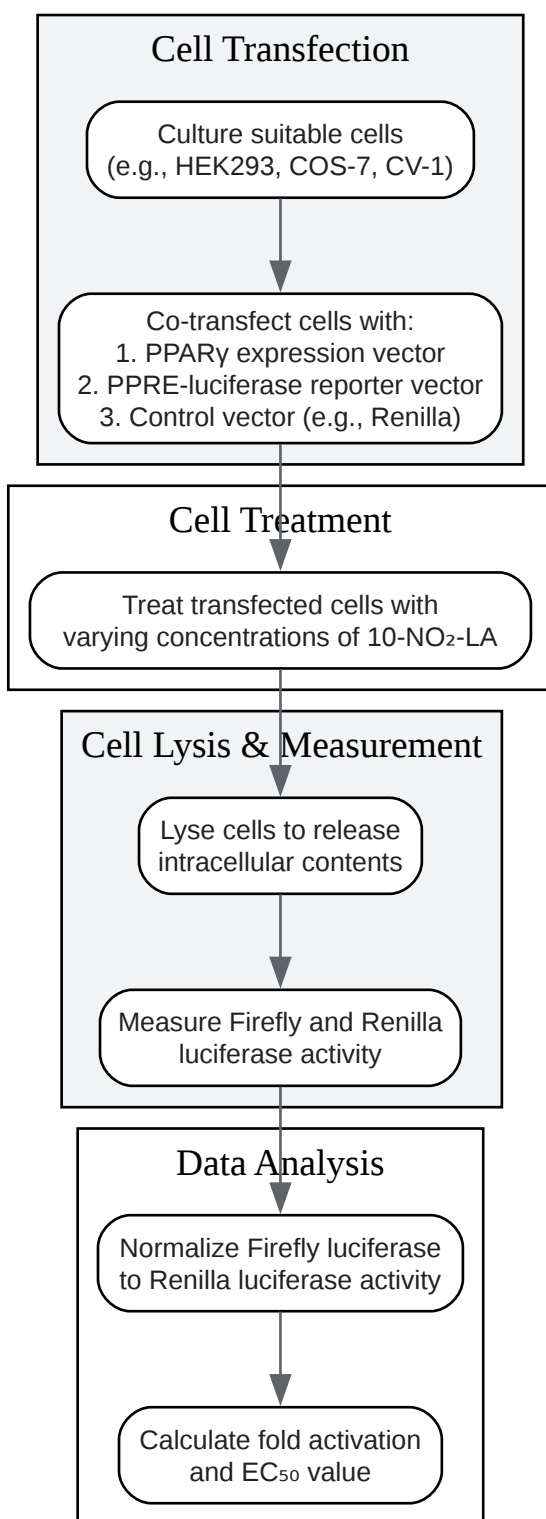 Cell Transfection
Culture suitable cells
(e.g., HEK293, COS-7, CV-1)
Co-transfect cells with:
1. PPARγ expression vector
2. PPRE-luciferase reporter vector
3. Control vector (e.g., Renilla)
Cell Treatment
Treat transfected cells with
varying concentrations of 10-NO₂-LA
Cell Lysis & Measurement
Lyse cells to release
intracellular contents
Measure Firefly and Renilla
luciferase activity
Data Analysis
Normalize Firefly luciferase
to Renilla luciferase activity
Calculate fold activation
and EC₅₀ value